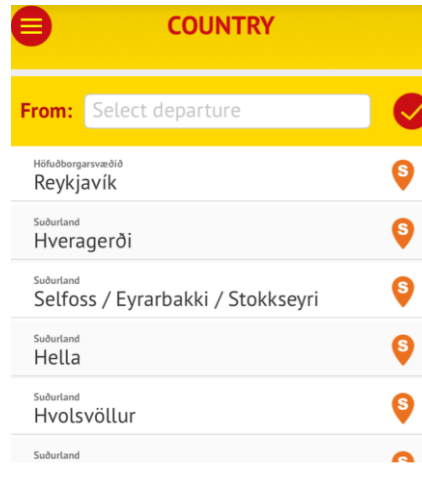 COUNTRY
From: Select departure
Höfuðborgarsvæðið
Reykjavík
S
Suðurland
Hveragerði
S
Suðurland
Selfoss / Eyrarbakki / Stokkseyri
S
Suðurland
Hella
S
Suðurland
Hvolsvöllur
S
Suðurland
S